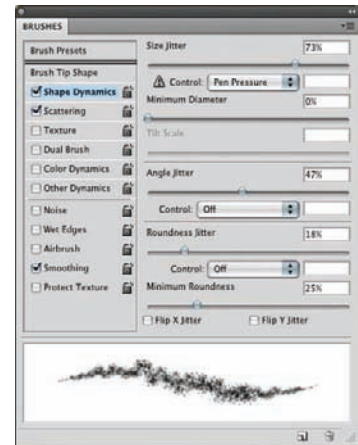 BRUSHES
Brush Presets
Brush Tip Shape
Shape Dynamics
Scattering
Texture
Dual Brush
Color Dynamics
Other Dynamics
Noise
Wet Edges
Airbrush
Smoothing
Protect Texture
Size Jitter 73%
Control: Pen Pressure
Minimum Diameter 0%
Tilt Scale
Angle Jitter 47%
Control: Off
Roundness Jitter 18%
Control: Off
Minimum Roundness 25%
Flip X Jitter Flip Y Jitter